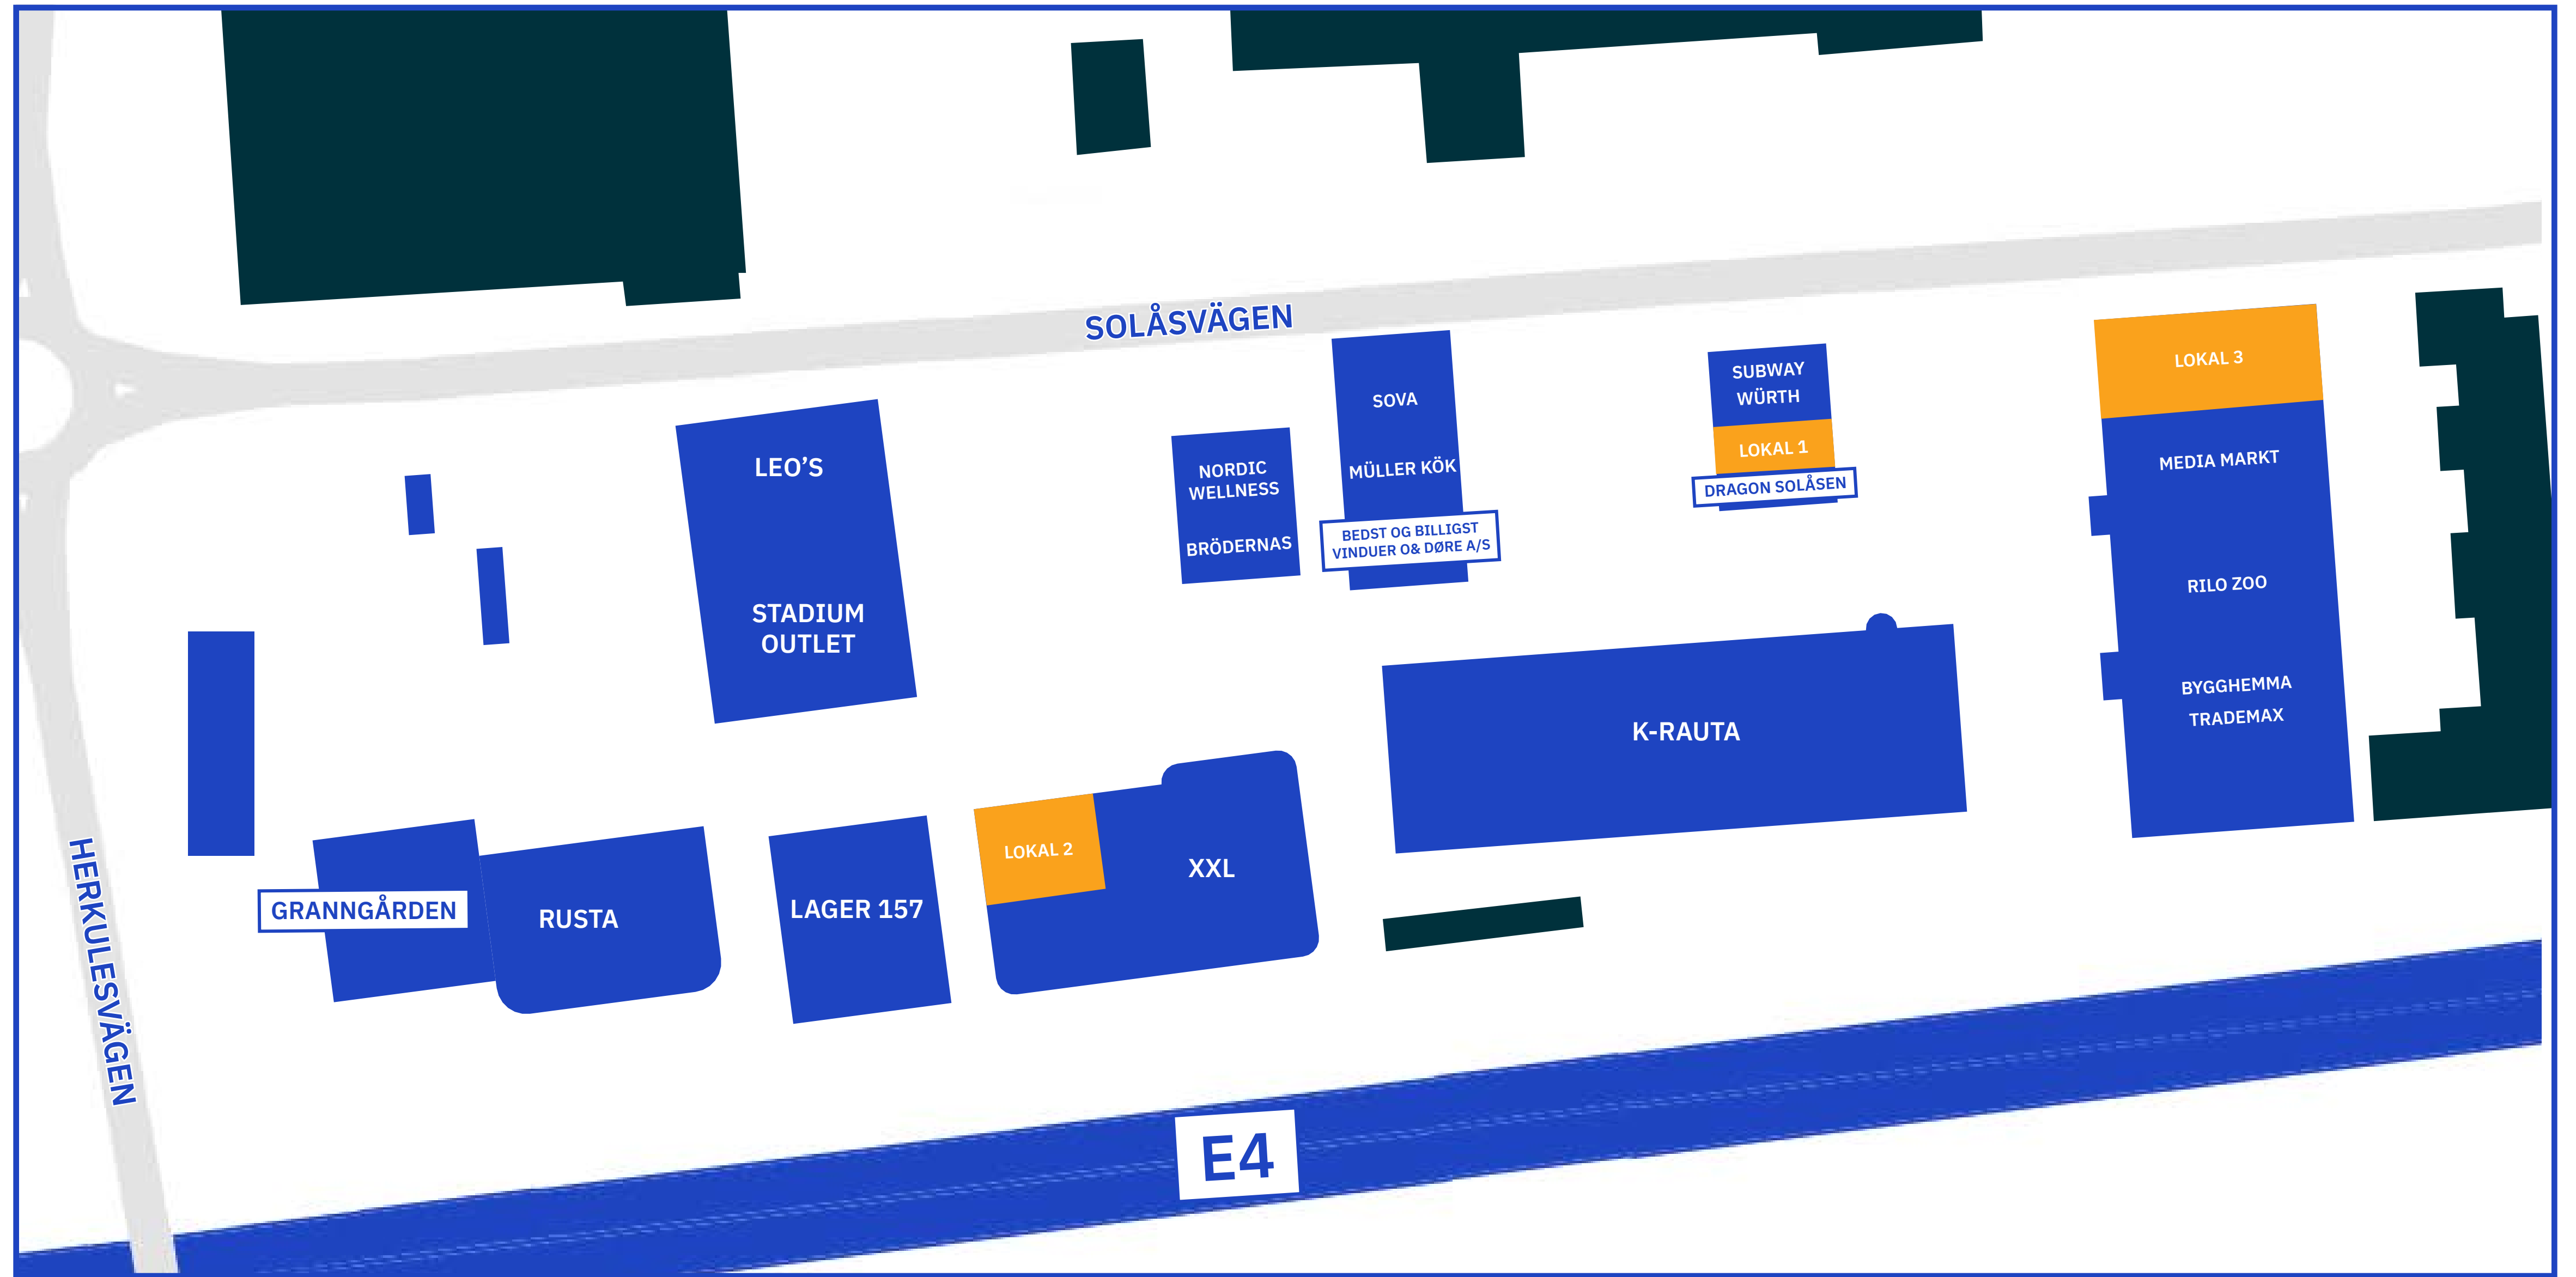 SOLÅSVÄGEN
LEO'S
STADIUM
OUTLET
NORDIC
WELLNESS
BRÖDERNAS
SOVA
MÜLLER KÖK
BEDST OG BILLIGST
VINDUER O& DØRE A/S
SUBWAY
WÜRTH
LOKAL 1
DRAGON SOLÅSEN
LOKAL 3
MEDIA MARKT
RILO ZOO
BYGGHEMMA
TRADEMAX
K-RAUTA
LOKAL 2
XXL
LAGER 157
RUSTA
GRANNGÅRDEN
HERKULESVÄGEN
E4